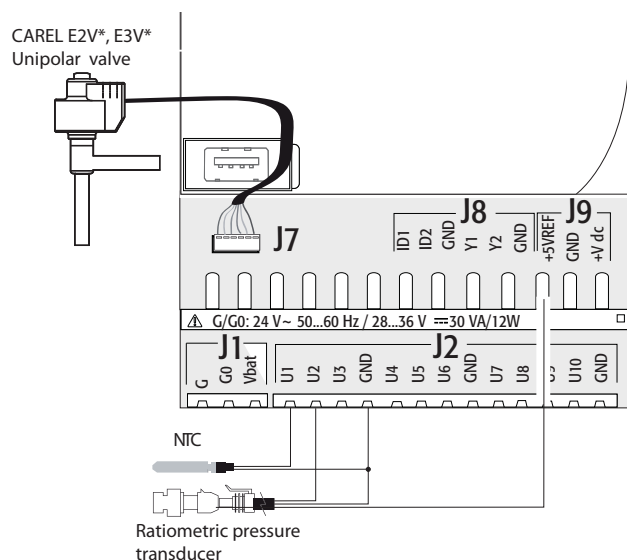 CAREL E2V*, E3V*
Unipolar valve
J7
J8
J9
ID1
ID2
GND
Y1
Y2
GND
+5VREF
GND
+V dc
G/G0: 24 V~ 50...60 Hz / 28...36 V ⎓30 VA/12W
J1
J2
G
G0
Vbat
U1
U2
U3
GND
U4
U5
U6
GND
U7
U8
U9
U10
GND
NTC
Ratiometric pressure
transducer